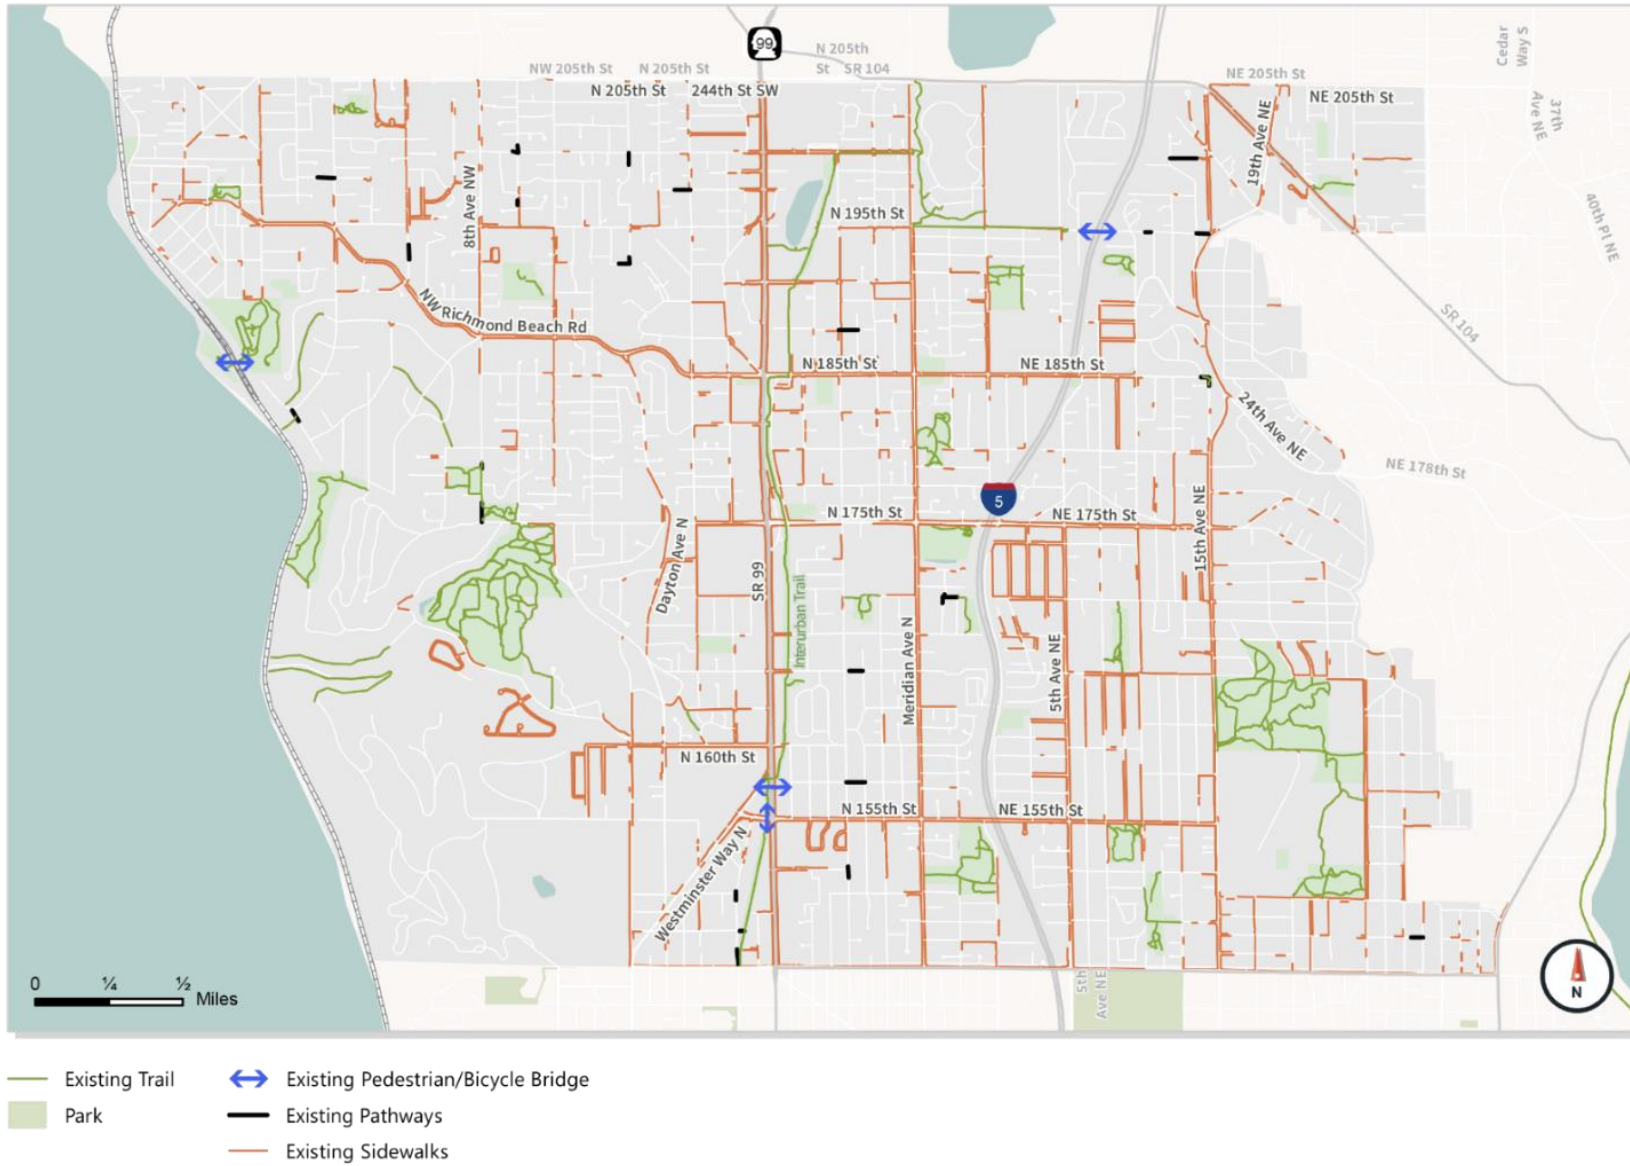 99
N 205th
St SR 104
NW 205th St
N 205th St
N 205th St
244th St SW
NE 205th St
NE 205th St
Cedar
Way S
37th
Ave NE
40th Pl NE
19th Ave NE
8th Ave NW
N 195th St
SR 104
NW Richmond Beach Rd
N 185th St
NE 185th St
24th Ave NE
NE 178th St
5
N 175th St
NE 175th St
15th Ave NE
Dayton Ave N
SR 99
Interurban Trail
Meridian Ave N
5th Ave NE
N 160th St
N 155th St
NE 155th St
Westminster Way N
5th
Ave NE
0 ¼ ½
Miles
N
Existing Trail
Existing Pedestrian/Bicycle Bridge
Park
Existing Pathways
Existing Sidewalks